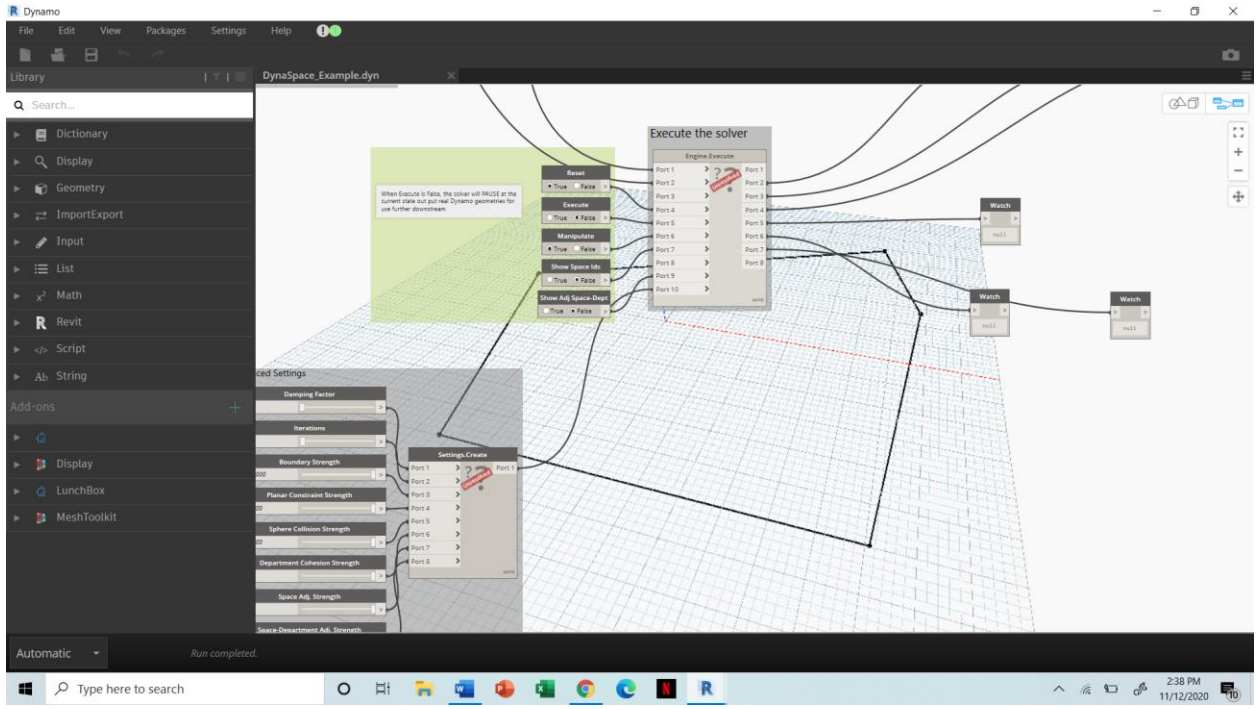 Dynamo
File Edit View Packages Settings Help
Library
DynaSpace_Example.dyn
Search...
Dictionary
Display
Geometry
ImportExport
Input
List
Math
Revit
Script
String
Add-ons
Display
LunchBox
MeshToolkit
When Execute is False, the solver will PAUSE at the
current state out put real Dynamo geometries for
use further downstream
Reset
True False >
Execute
True False >
Manipulate
True False >
Show Space Ids
True False >
Show Adj Space-Dept
True False >
Execute the solver
Engine.Execute
Port 1 > Port 1
Port 2 > Port 2
Port 3 > Port 3
Port 4 > Port 4
Port 5 > Port 5
Port 6 > Port 6
Port 7 > Port 7
Port 8 > Port 8
Port 9 >
Port 10 >
Unresolved
AUTO
Watch
> >
null
Watch
> >
null
Watch
> >
null
ced Settings
Damping Factor
>
Iterations
>
Boundary Strength
000 >
Planar Constraint Strength
00 >
Sphere Collision Strength
00 >
Department Cohesion Strength
>
Space Adj. Strength
>
Space-Department Adj. Strength
Settings.Create
Port 1 > Port 1
Port 2 >
Port 3 >
Port 4 >
Port 5 >
Port 6 >
Port 7 >
Port 8 >
Unresolved
AUTO
Automatic
Run completed.
Type here to search
2:38 PM
11/12/2020
10